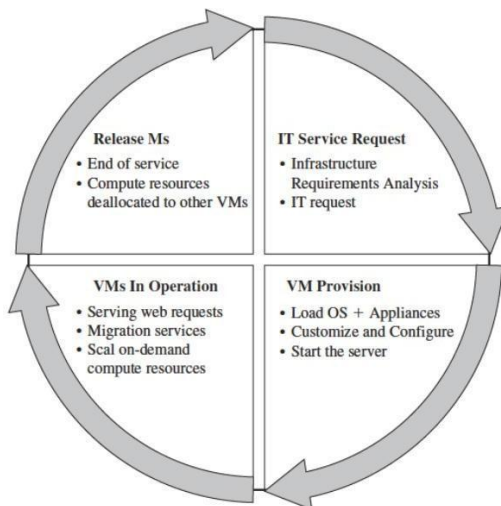 Release Ms
• End of service
• Compute resources
deallocated to other VMs
IT Service Request
• Infrastructure
Requirements Analysis
• IT request
VMs In Operation
• Serving web requests
• Migration services
• Scal on-demand
compute resources
VM Provision
• Load OS + Appliances
• Customize and Configure
• Start the server